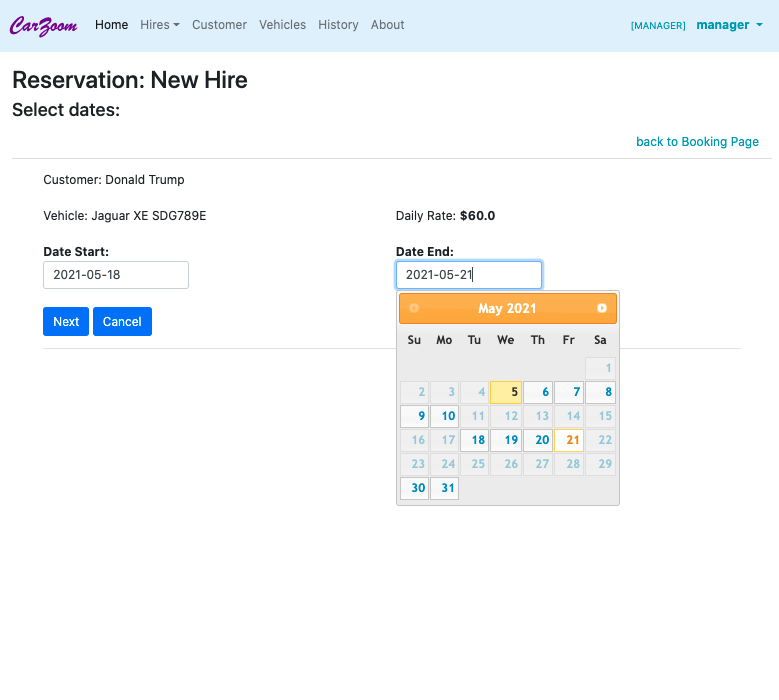 CarZoom Home Hires Customer Vehicles History About [MANAGER] manager
Reservation: New Hire
Select dates:
back to Booking Page
Customer: Donald Trump
Vehicle: Jaguar XE SDG789E Daily Rate: $60.0
Date Start: Date End:
2021-05-18 2021-05-21
Next Cancel
May 2021
Su Mo Tu We Th Fr Sa
1
2 3 4 5 6 7 8
9 10 11 12 13 14 15
16 17 18 19 20 21 22
23 24 25 26 27 28 29
30 31